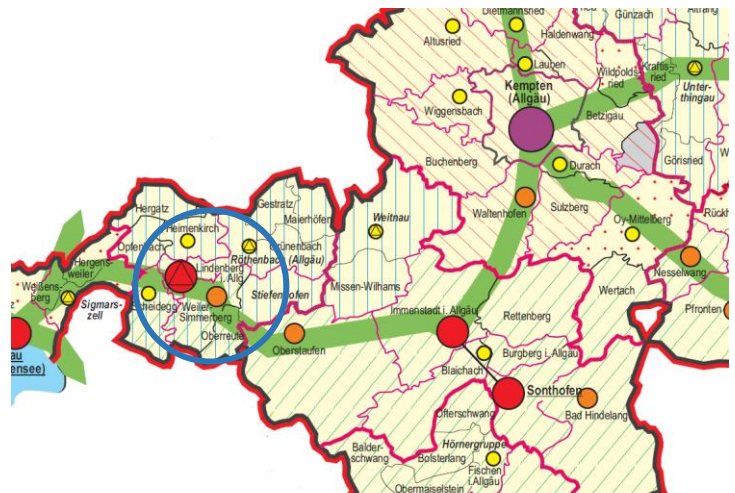 Dietmannsried
Altusried
Haldenwang
Günzach
Lauben
Wildpolds-
ried
Kraftis-
ried
Kempten
(Allgäu)
Unter-
thingau
Wiggensbach
Betzigau
Buchenberg
Durach
Görisried
Waltenhofen
Sulzberg
Oy-Mittelberg
Rückh
Nesselwang
Wertach
Pfronten
Hergatz
Gestratz
Maierhöfen
Weitnau
Opfenbach
Heimenkirch
Grünenbach
Röthenbach (Allgäu)
Hergens-
weiler
Lindenberg
i. Allg.
Missen-Wilhams
Weißens-
berg
Sigmars-
zell
Scheidegg
Weiler-
Simmerberg
Stiefenhofen
Oberreute
au
ensee)
Oberstaufen
Immenstadt i. Allgäu
Rettenberg
Burgberg i. Allgäu
Blaichach
Sonthofen
Ofterschwang
Bad Hindelang
Balder-
schwang
Bolsterlang
Hörnergruppe
Fischen
i.Allgäu
Obermaiselstein